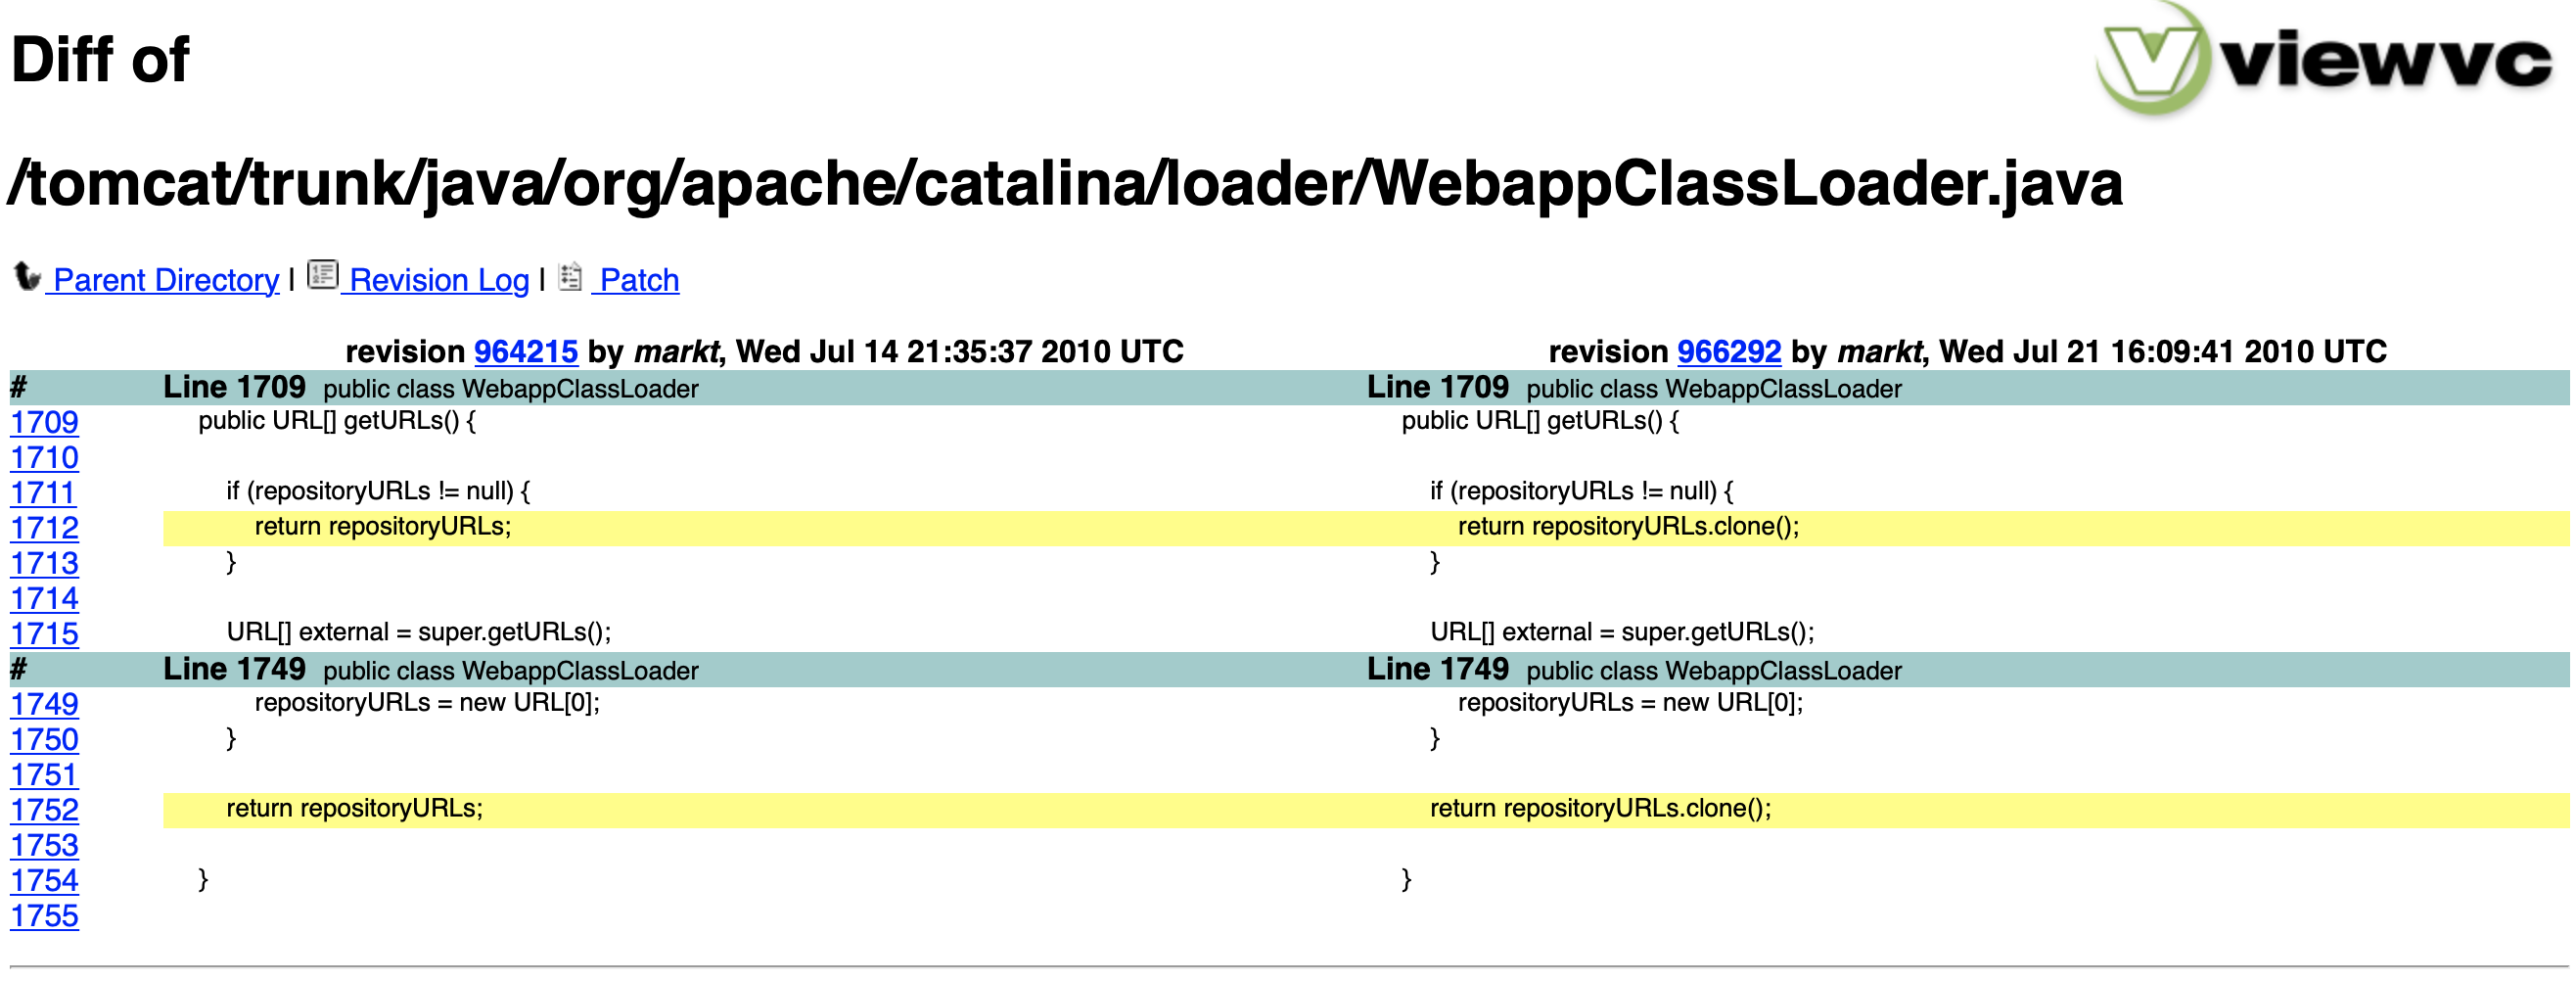 Diff of
viewvc
/tomcat/trunk/java/org/apache/catalina/loader/WebappClassLoader.java
Parent Directory | Revision Log | Patch
revision 964215 by markt, Wed Jul 14 21:35:37 2010 UTC revision 966292 by markt, Wed Jul 21 16:09:41 2010 UTC
# Line 1709 public class WebappClassLoader Line 1709 public class WebappClassLoader
1709 public URL[] getURLs() { public URL[] getURLs() {
1710
1711 if (repositoryURLs != null) { if (repositoryURLs != null) {
1712 return repositoryURLs; return repositoryURLs.clone();
1713 } }
1714
1715 URL[] external = super.getURLs(); URL[] external = super.getURLs();
# Line 1749 public class WebappClassLoader Line 1749 public class WebappClassLoader
1749 repositoryURLs = new URL[0]; repositoryURLs = new URL[0];
1750 } }
1751
1752 return repositoryURLs; return repositoryURLs.clone();
1753
1754 } }
1755